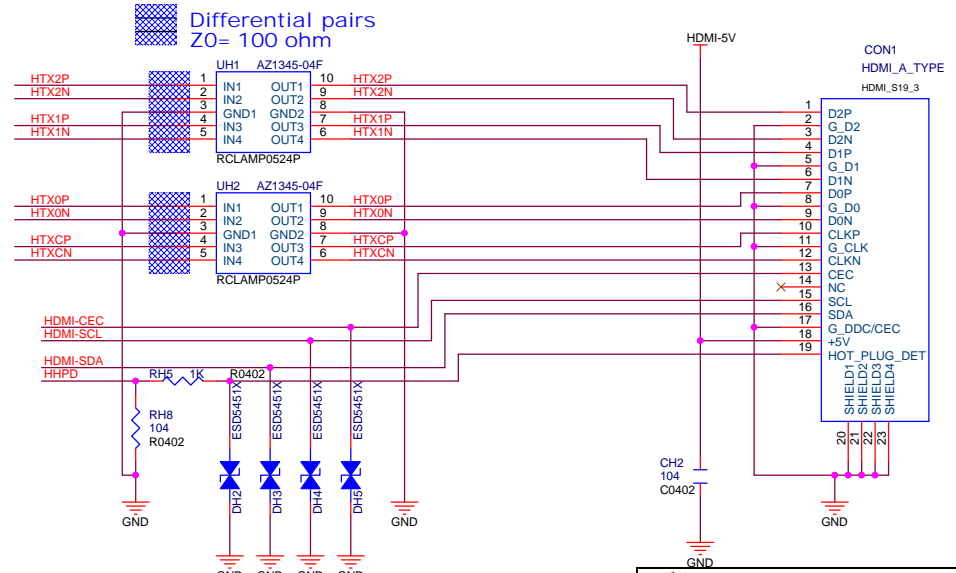 Differential pairs
Z0= 100 ohm
HDMI-5V
CON1
HDMI_A_TYPE
HDMI_S19_3
UH1 AZ1345-04F
HTX2P 1 IN1 OUT1 10 HTX2P
HTX2N 2 IN2 OUT2 9 HTX2N
3 GND1 GND2 8
HTX1P 4 IN3 OUT3 7 HTX1P
HTX1N 5 IN4 OUT4 6 HTX1N
RCLAMP0524P
UH2 AZ1345-04F
HTX0P 1 IN1 OUT1 10 HTX0P
HTX0N 2 IN2 OUT2 9 HTX0N
3 GND1 GND2 8
HTXCP 4 IN3 OUT3 7 HTXCP
HTXCN 5 IN4 OUT4 6 HTXCN
RCLAMP0524P
1 D2P
2 G_D2
3 D2N
4 D1P
5 G_D1
6 D1N
7 D0P
8 G_D0
9 D0N
10 CLKP
11 G_CLK
12 CLKN
13 CEC
14 NC
15 SCL
16 SDA
17 G_DDC/CEC
18 +5V
19 HOT_PLUG_DET
SHIELD1
SHIELD2
SHIELD3
SHIELD4
20
21
22
23
HDMI-CEC
HDMI-SCL
HDMI-SDA
HHPD
RH5 1K R0402
RH8
104
R0402
ESD5451X
ESD5451X
ESD5451X
ESD5451X
DH2
DH3
DH4
DH5
CH2
104
C0402
GND
GND
GND
GND
GND
GND
GND
GND